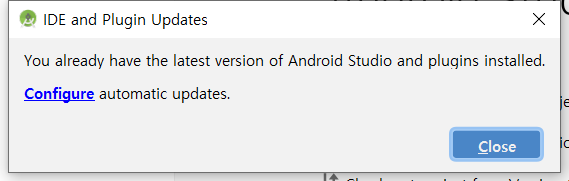 IDE and Plugin Updates
You already have the latest version of Android Studio and plugins installed.
Configure automatic updates.
Close